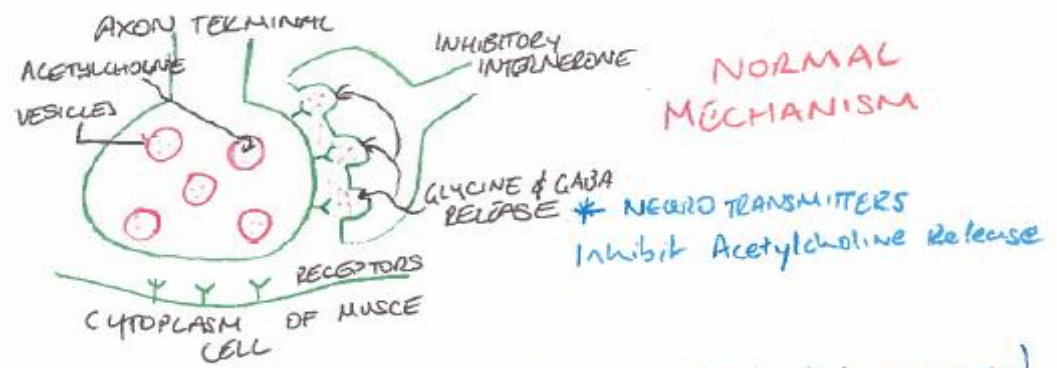 AXON TERMINAL
ACETYLCHOLINE
VESICLES
INHIBITORY
INTERNERONE
NORMAL
MECHANISM
GLYCINE & GABA
RELEASE * NEURO TRANSMITTERS
Inhibit Acetylcholine Release
RECEPTORS
CYTOPLASM OF MUSCE
CELL